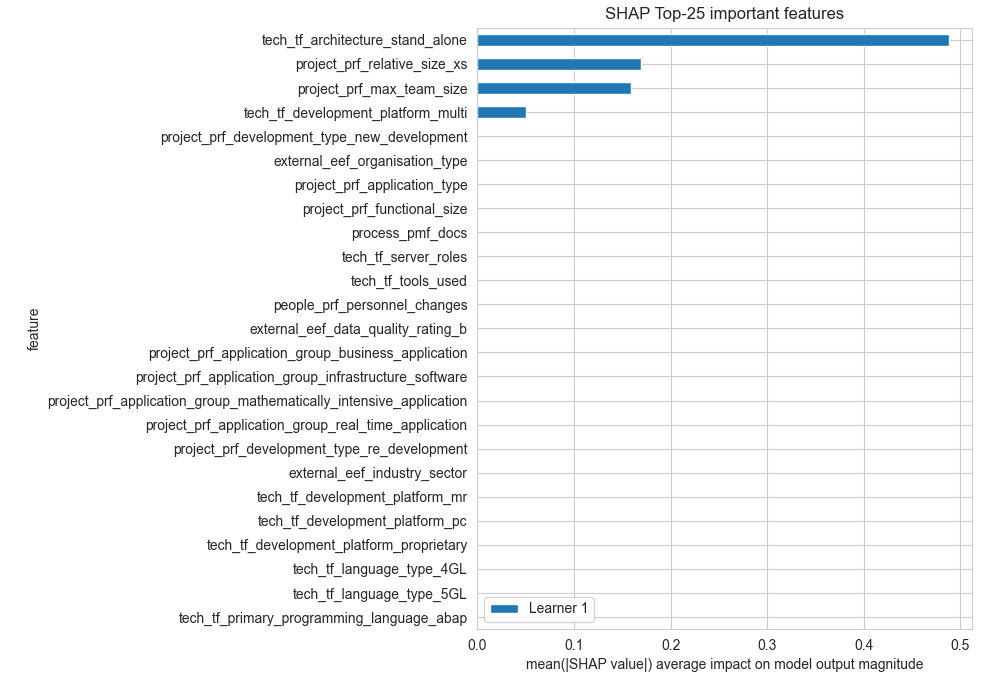 SHAP Top-25 important features
tech_tf_architecture_stand_alone
project_prf_relative_size_xs
project_prf_max_team_size
tech_tf_development_platform_multi
project_prf_development_type_new_development
external_eef_organisation_type
project_prf_application_type
project_prf_functional_size
process_pmf_docs
tech_tf_server_roles
tech_tf_tools_used
people_prf_personnel_changes
external_eef_data_quality_rating_b
project_prf_application_group_business_application
project_prf_application_group_infrastructure_software
project_prf_application_group_mathematically_intensive_application
project_prf_application_group_real_time_application
project_prf_development_type_re_development
external_eef_industry_sector
tech_tf_development_platform_mr
tech_tf_development_platform_pc
tech_tf_development_platform_proprietary
tech_tf_language_type_4GL
tech_tf_language_type_5GL
tech_tf_primary_programming_language_abap
feature
Learner 1
0.0 0.1 0.2 0.3 0.4 0.5
mean(|SHAP value|) average impact on model output magnitude